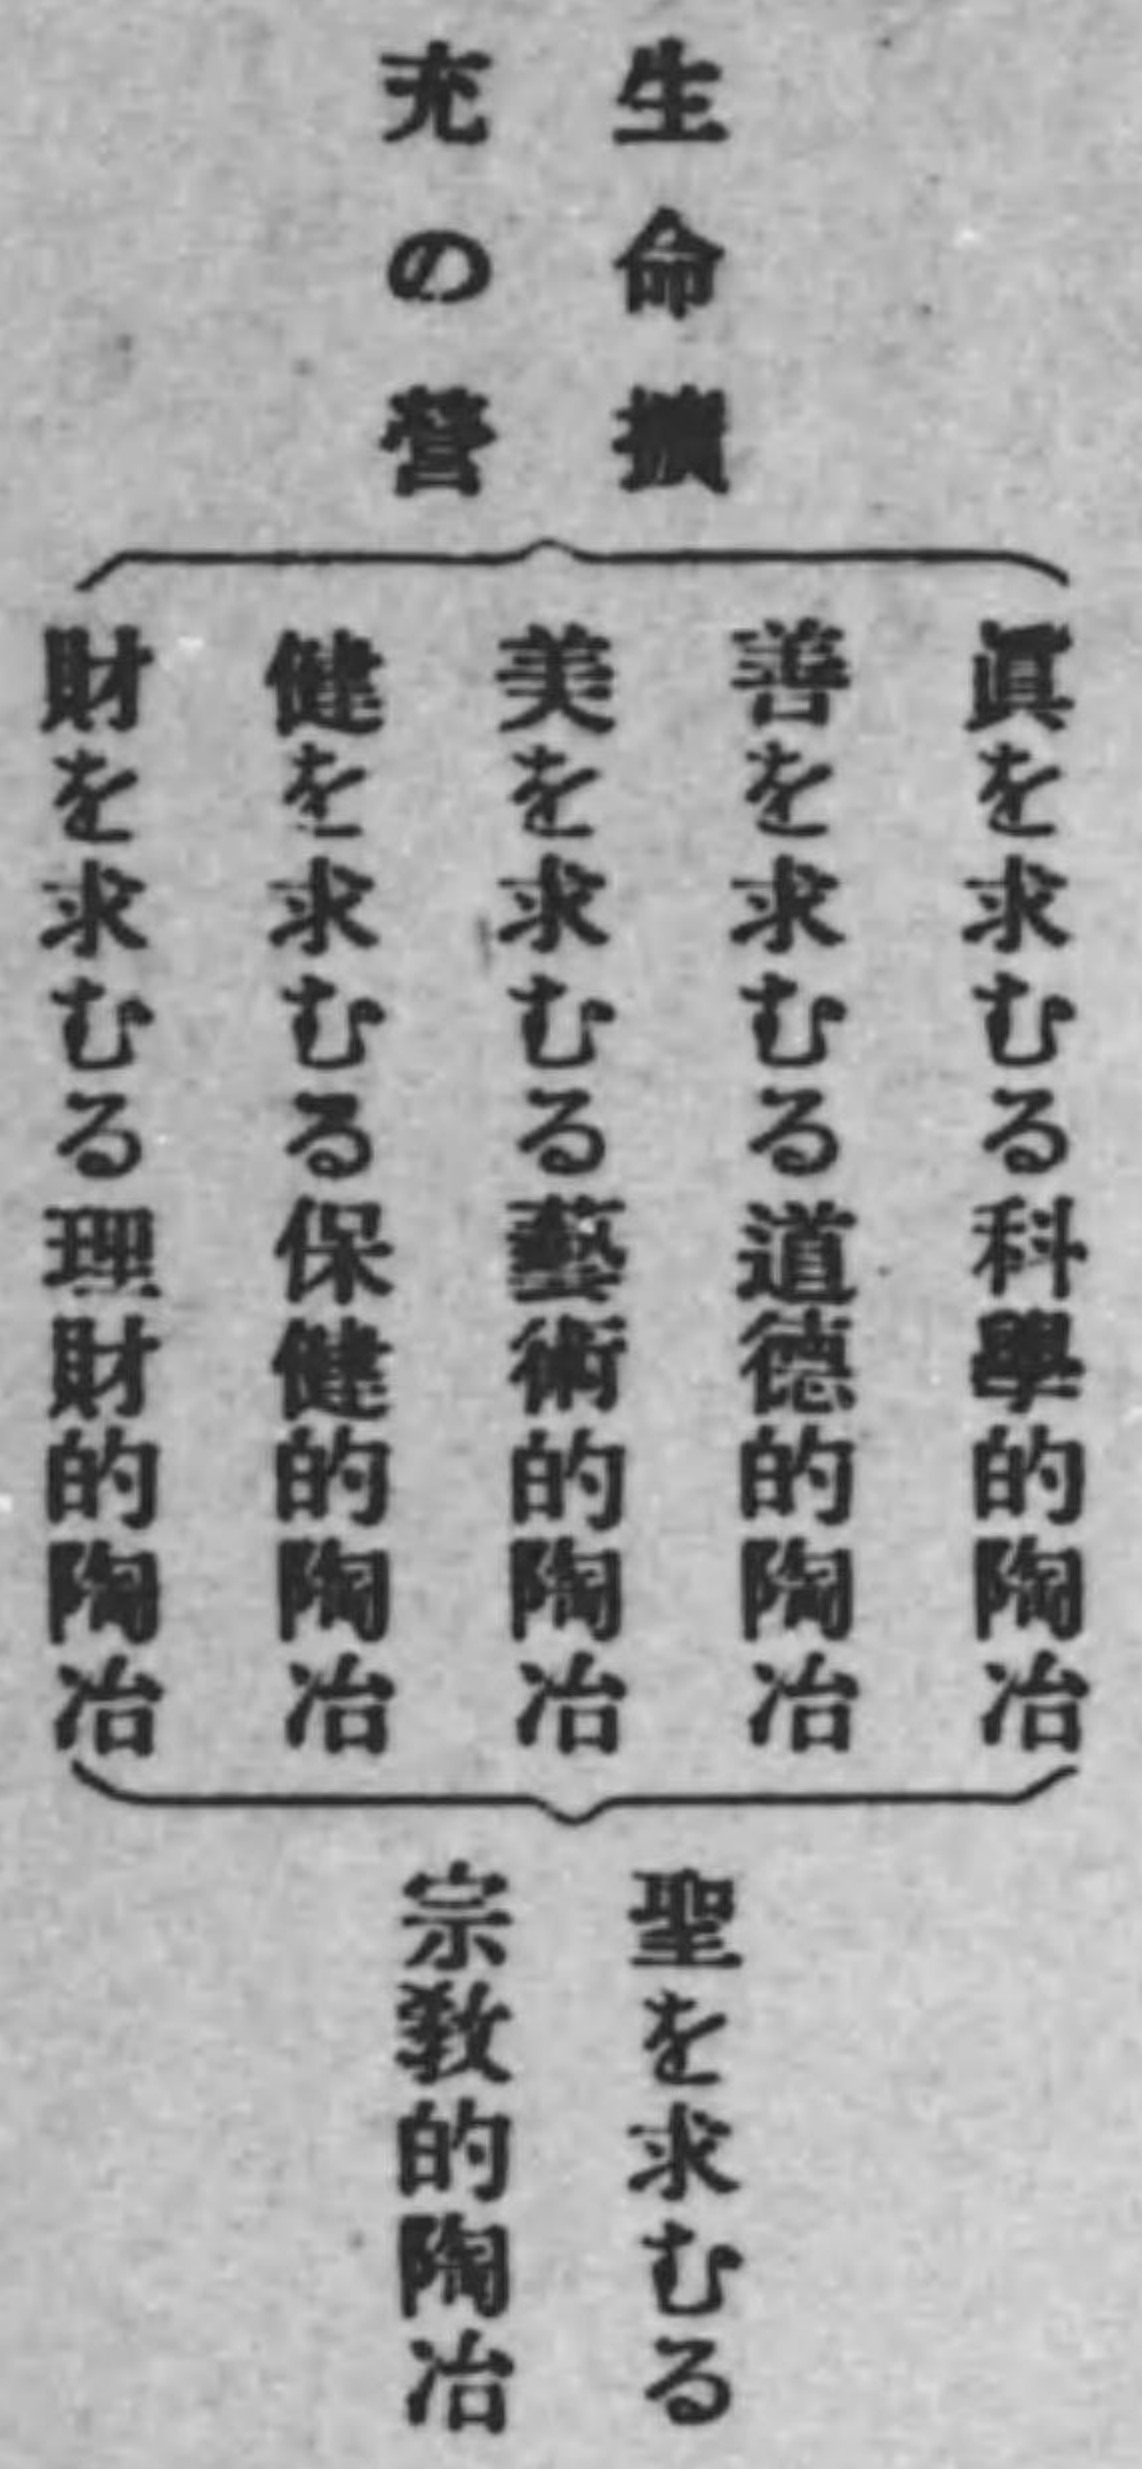 生命擴
充の營
眞を求むる科學的陶冶
善を求むる道德的陶冶
美を求むる藝術的陶冶
健を求むる保健的陶冶
財を求むる理財的陶冶
聖を求むる
宗敎的陶冶